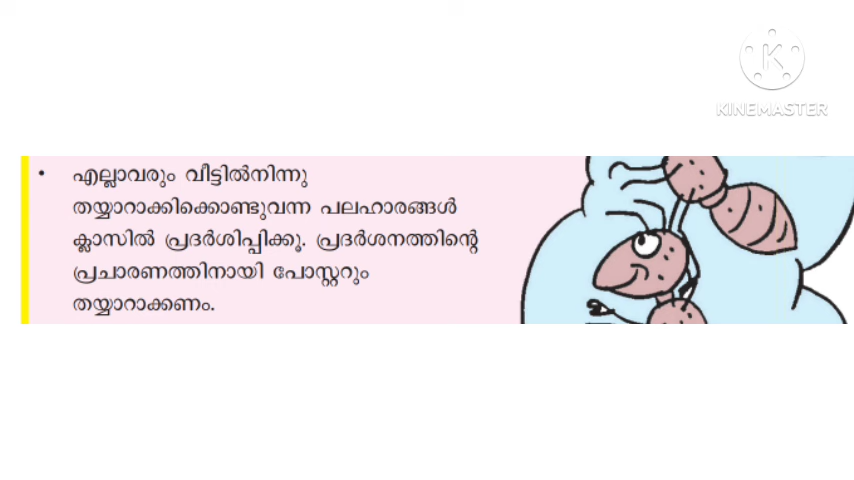 KINEMASTER
• എല്ലാവരും വീട്ടിൽനിന്നു
തയ്യാറാക്കിക്കൊണ്ടുവന്ന പലഹാരങ്ങൾ
ക്ലാസിൽ പ്രദർശിപ്പിക്കൂ. പ്രദർശനത്തിന്റെ
പ്രചാരണത്തിനായി പോസ്റ്ററും
തയ്യാറാക്കണം.